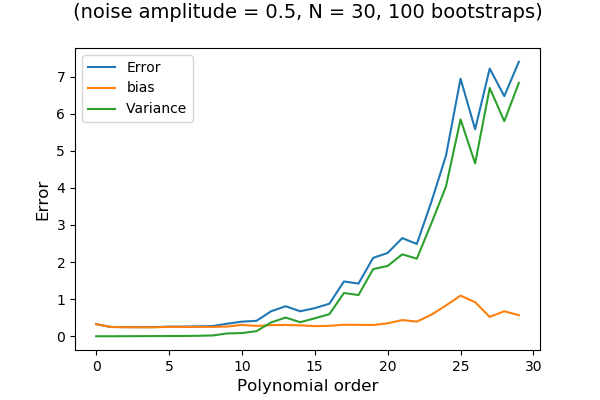 (noise amplitude = 0.5, N = 30, 100 bootstraps)
Error
bias
Variance
7
6
5
4
3
2
1
0
Error
0 5 10 15 20 25 30
Polynomial order